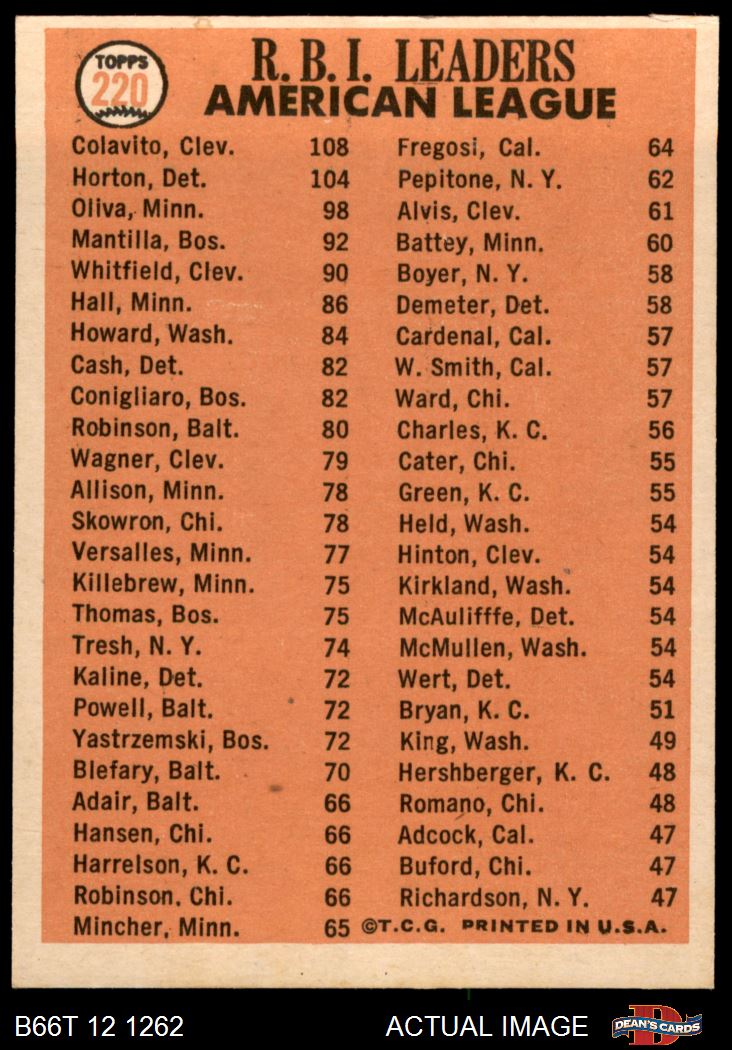 TOPPS
220
R. B. I. LEADERS
AMERICAN LEAGUE
Colavito, Clev. 108
Horton, Det. 104
Oliva, Minn. 98
Mantilla, Bos. 92
Whitfield, Clev. 90
Hall, Minn. 86
Howard, Wash. 84
Cash, Det. 82
Conigliaro, Bos. 82
Robinson, Balt. 80
Wagner, Clev. 79
Allison, Minn. 78
Skowron, Chi. 78
Versalles, Minn. 77
Killebrew, Minn. 75
Thomas, Bos. 75
Tresh, N. Y. 74
Kaline, Det. 72
Powell, Balt. 72
Yastrzemski, Bos. 72
Blefary, Balt. 70
Adair, Balt. 66
Hansen, Chi. 66
Harrelson, K. C. 66
Robinson, Chi. 66
Mincher, Minn. 65
Fregosi, Cal. 64
Pepitone, N. Y. 62
Alvis, Clev. 61
Battey, Minn. 60
Boyer, N. Y. 58
Demeter, Det. 58
Cardenal, Cal. 57
W. Smith, Cal. 57
Ward, Chi. 57
Charles, K. C. 56
Cater, Chi. 55
Green, K. C. 55
Held, Wash. 54
Hinton, Clev. 54
Kirkland, Wash. 54
McAulifffe, Det. 54
McMullen, Wash. 54
Wert, Det. 54
Bryan, K. C. 51
King, Wash. 49
Hershberger, K. C. 48
Romano, Chi. 48
Adcock, Cal. 47
Buford, Chi. 47
Richardson, N. Y. 47
©T.C.G. PRINTED IN U.S.A.
B66T 12 1262
ACTUAL IMAGE
D
DEAN'S CARDS